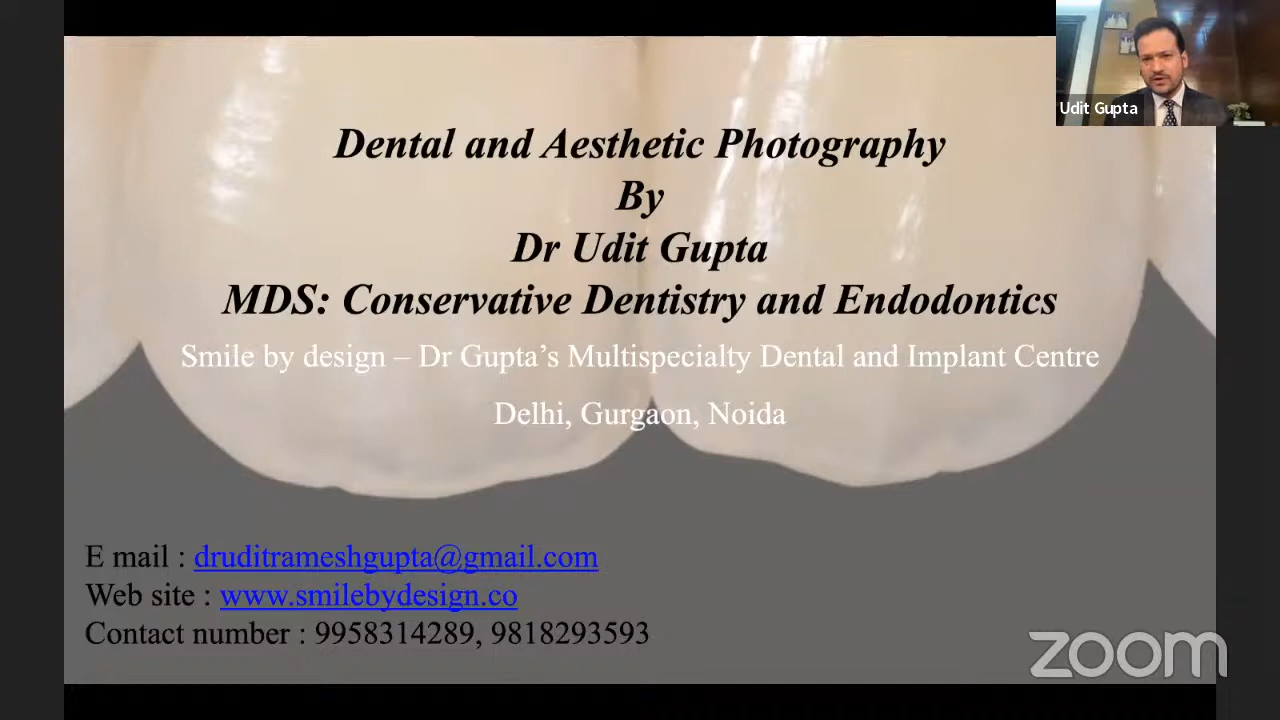 Dental and Aesthetic Photography
By
Dr Udit Gupta
MDS: Conservative Dentistry and Endodontics
Smile by design – Dr Gupta’s Multispecialty Dental and Implant Centre
Delhi, Gurgaon, Noida
E mail : druditrameshgupta@gmail.com
Web site : www.smilebydesign.co
Contact number : 9958314289, 9818293593
Udit Gupta
zoom